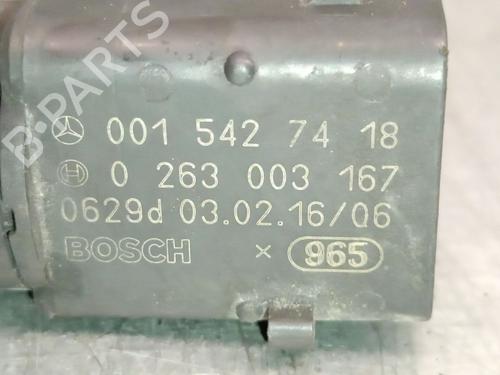 B-PARTS
001 542 74 18
0 263 003 167
0629d 03.02.16/06
BOSCH × 965